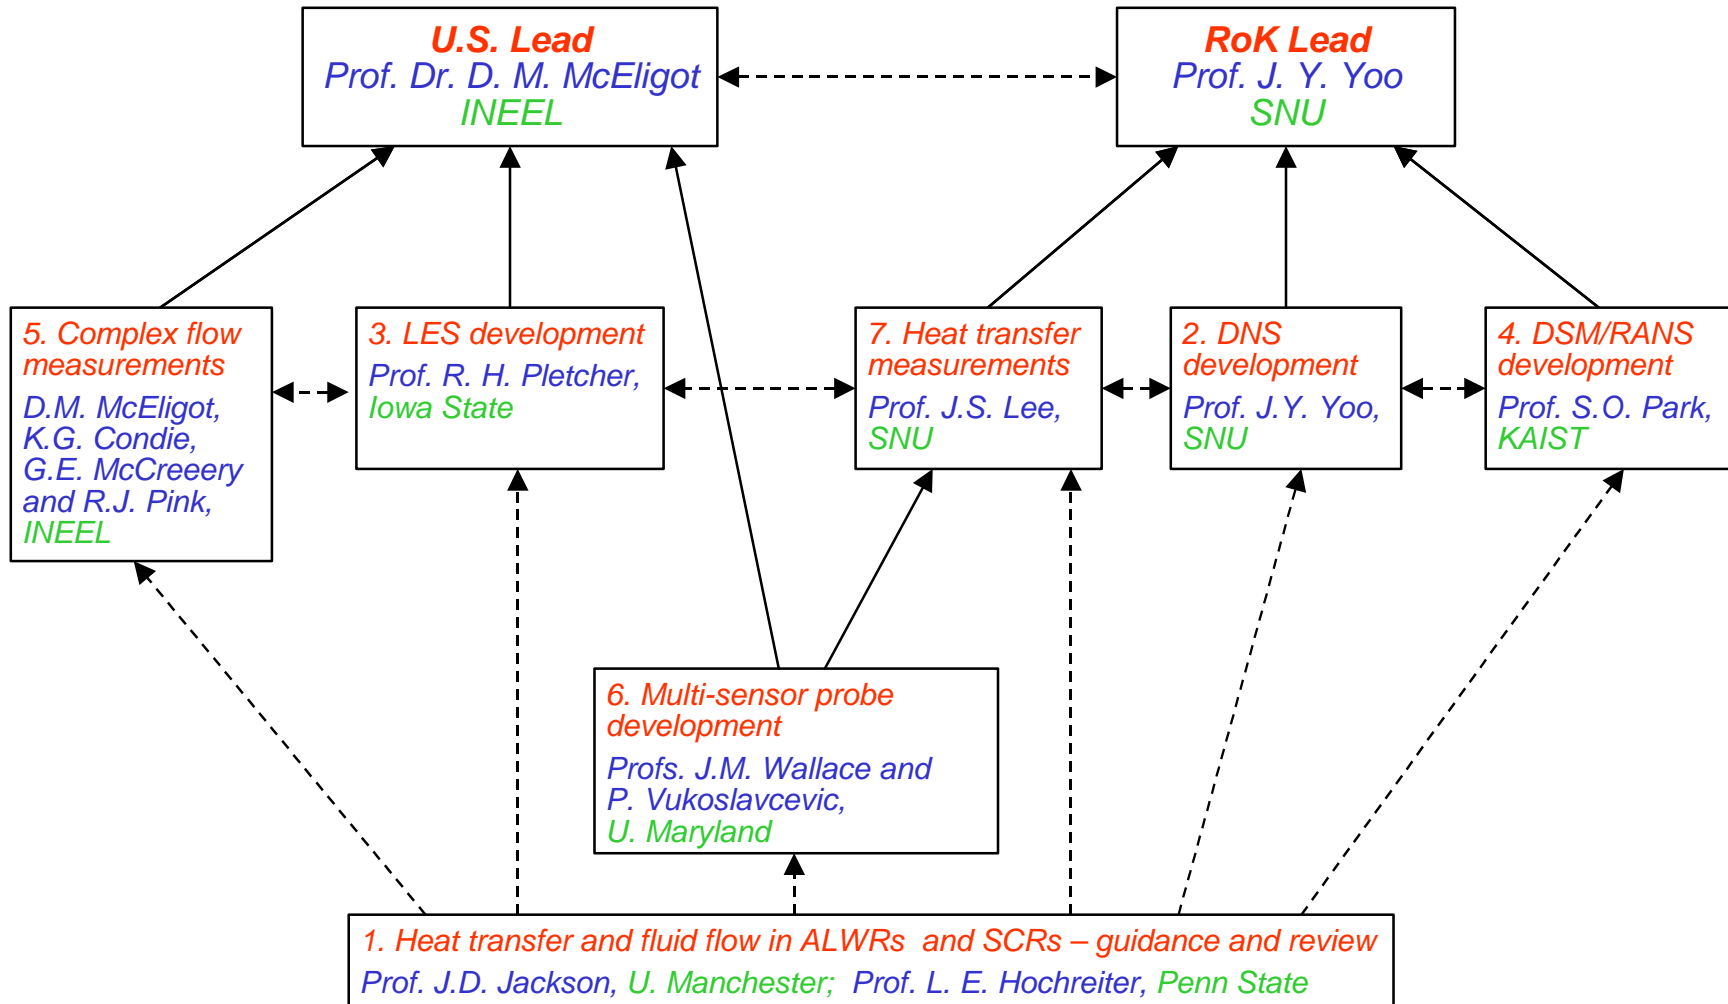 U.S. Lead
Prof. Dr. D. M. McEligot
INEEL
RoK Lead
Prof. J. Y. Yoo
SNU
5. Complex flow
measurements
D.M. McEligot,
K.G. Condie,
G.E. McCreeery
and R.J. Pink,
INEEL
3. LES development
Prof. R. H. Pletcher,
Iowa State
7. Heat transfer
measurements
Prof. J.S. Lee,
SNU
2. DNS
development
Prof. J.Y. Yoo,
SNU
4. DSM/RANS
development
Prof. S.O. Park,
KAIST
6. Multi-sensor probe
development
Profs. J.M. Wallace and
P. Vukoslavcevic,
U. Maryland
1. Heat transfer and fluid flow in ALWRs and SCRs – guidance and review
Prof. J.D. Jackson, U. Manchester; Prof. L. E. Hochreiter, Penn State